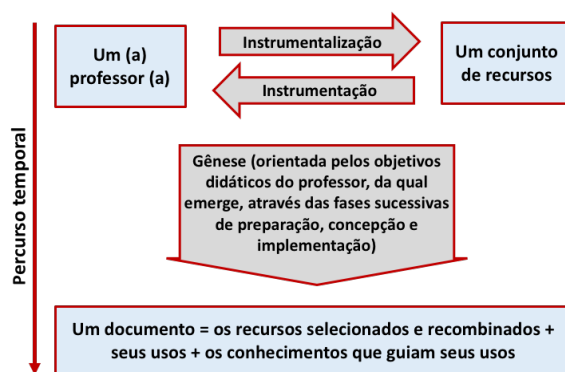 Um (a)
professor (a)
Instrumentalização
Instrumentação
Um conjunto
de recursos
Percurso temporal
Gênese (orientada pelos objetivos
didáticos do professor, da qual
emerge, através das fases sucessivas
de preparação, concepção e
implementação)
Um documento = os recursos selecionados e recombinados +
seus usos + os conhecimentos que guiam seus usos